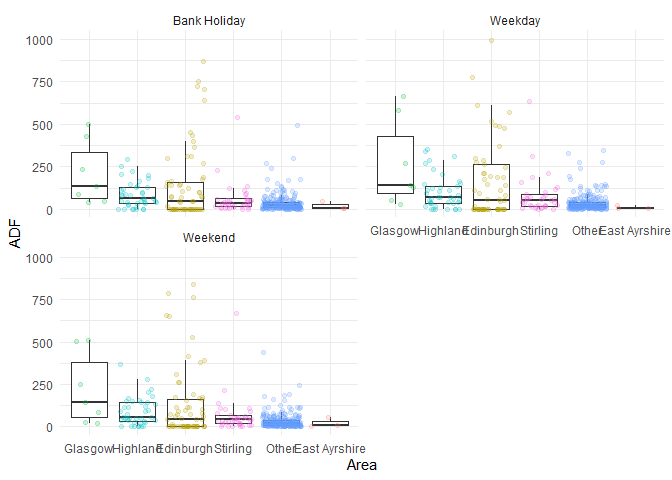 Bank Holiday
Weekday
1000
750
500
250
0
ADF
Glasgow Highland Edinburgh Stirling Other East Ayrshire
Weekend
1000
750
500
250
0
Glasgow Highland Edinburgh Stirling Other East Ayrshire
Area